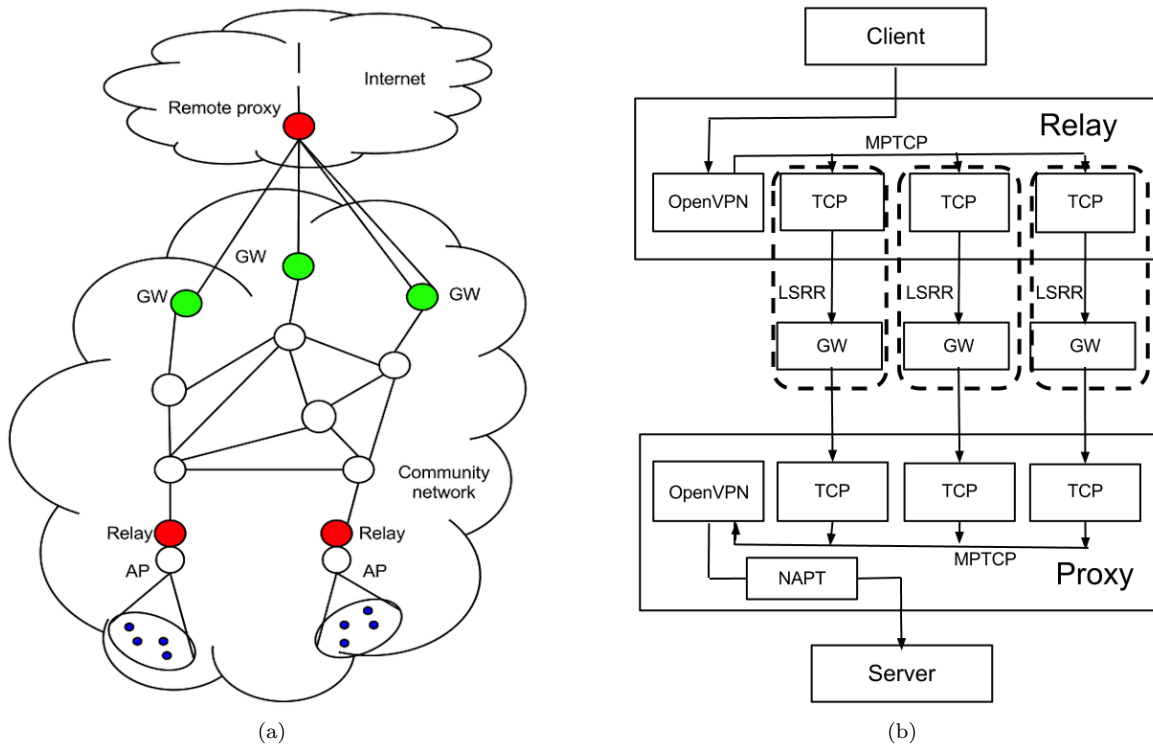 Internet
Remote proxy
GW
GW
GW
Community
network
Relay
Relay
AP
AP
(a)
Client
Relay
MPTCP
OpenVPN
TCP
TCP
TCP
LSRR
LSRR
LSRR
GW
GW
GW
OpenVPN
TCP
TCP
TCP
MPTCP
NAPT
Proxy
Server
(b)